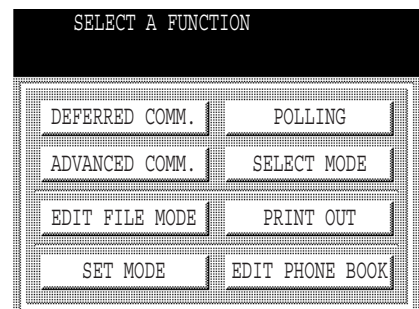 SELECT A FUNCTION
DEFERRED COMM. POLLING
ADVANCED COMM. SELECT MODE
EDIT FILE MODE PRINT OUT
SET MODE EDIT PHONE BOOK